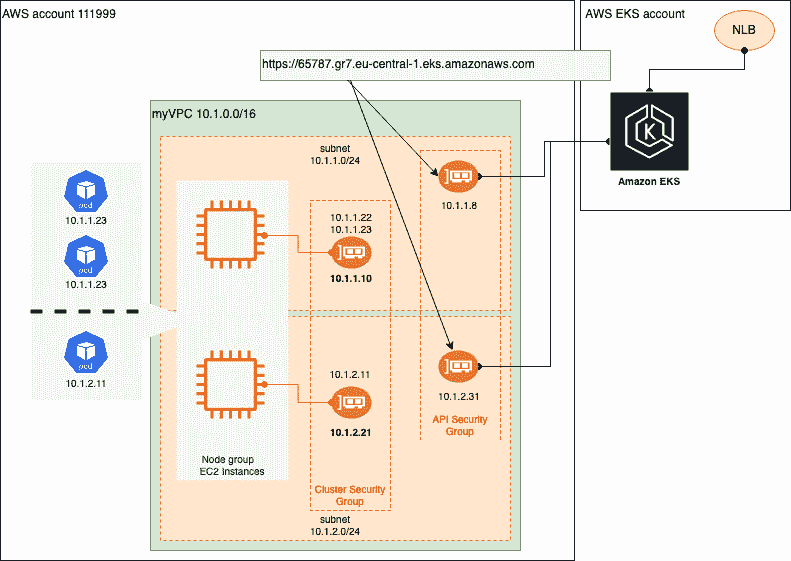 AWS account 111999
AWS EKS account
NLB
https://65787.gr7.eu-central-1.eks.amazonaws.com
Amazon EKS
myVPC 10.1.0.0/16
subnet
10.1.1.0/24
pod
10.1.1.23
pod
10.1.1.23
pod
10.1.2.11
10.1.1.22
10.1.1.23
10.1.1.10
10.1.1.8
10.1.2.11
10.1.2.21
10.1.2.31
API Security
Group
Node group
EC2 instances
Cluster Security
Group
subnet
10.1.2.0/24